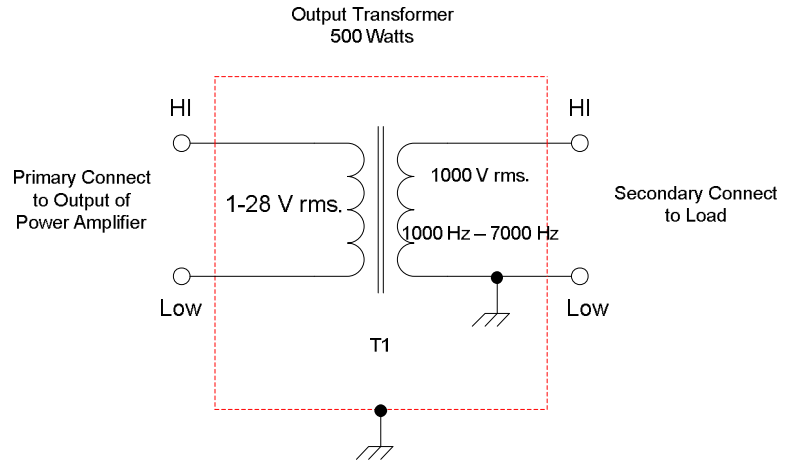 Output Transformer
500 Watts
HI
HI
Primary Connect
to Output of
Power Amplifier
1-28 V rms.
1000 V rms.
1000 Hz – 7000 Hz
Secondary Connect
to Load
Low
Low
T1